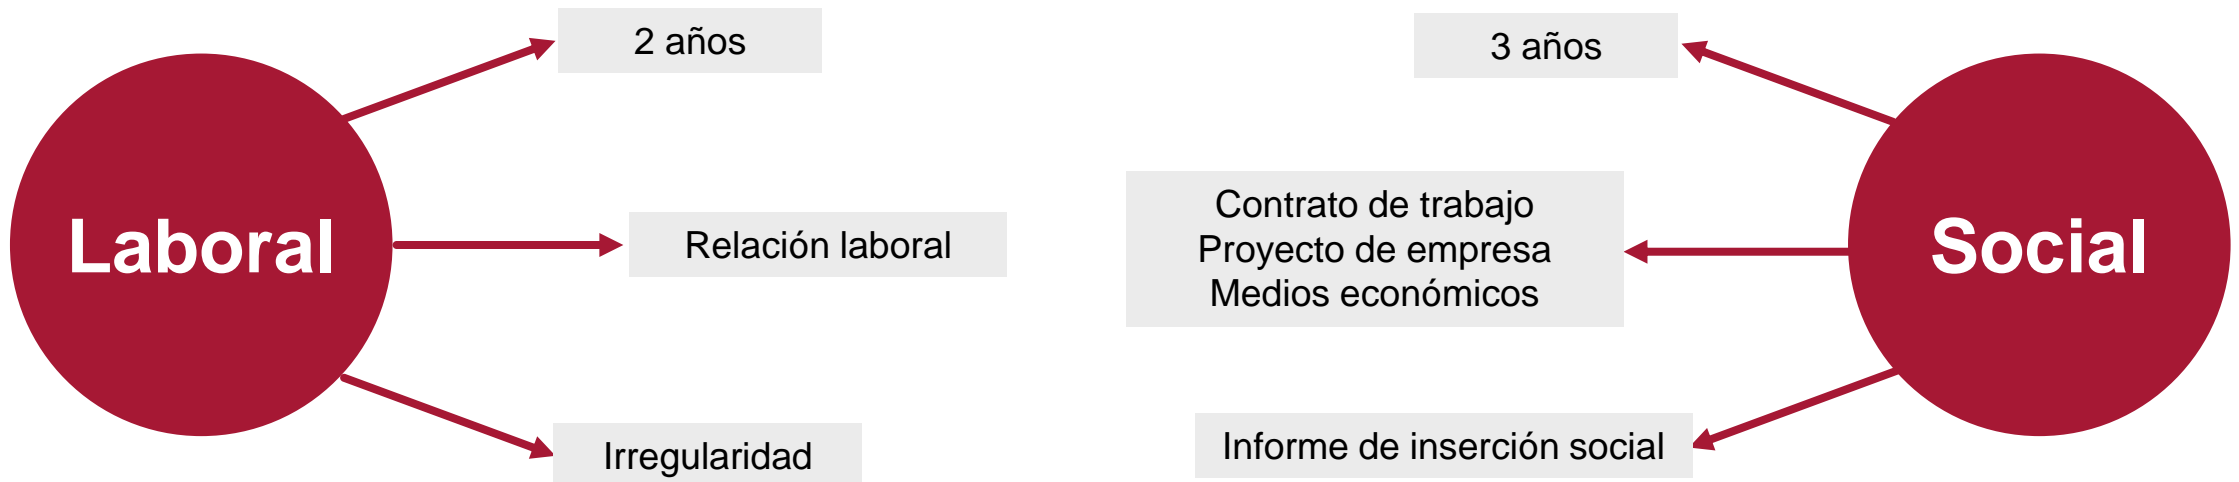 Laboral
2 años
Relación laboral
Irregularidad
3 años
Contrato de trabajo
Proyecto de empresa
Medios económicos
Informe de inserción social
Social